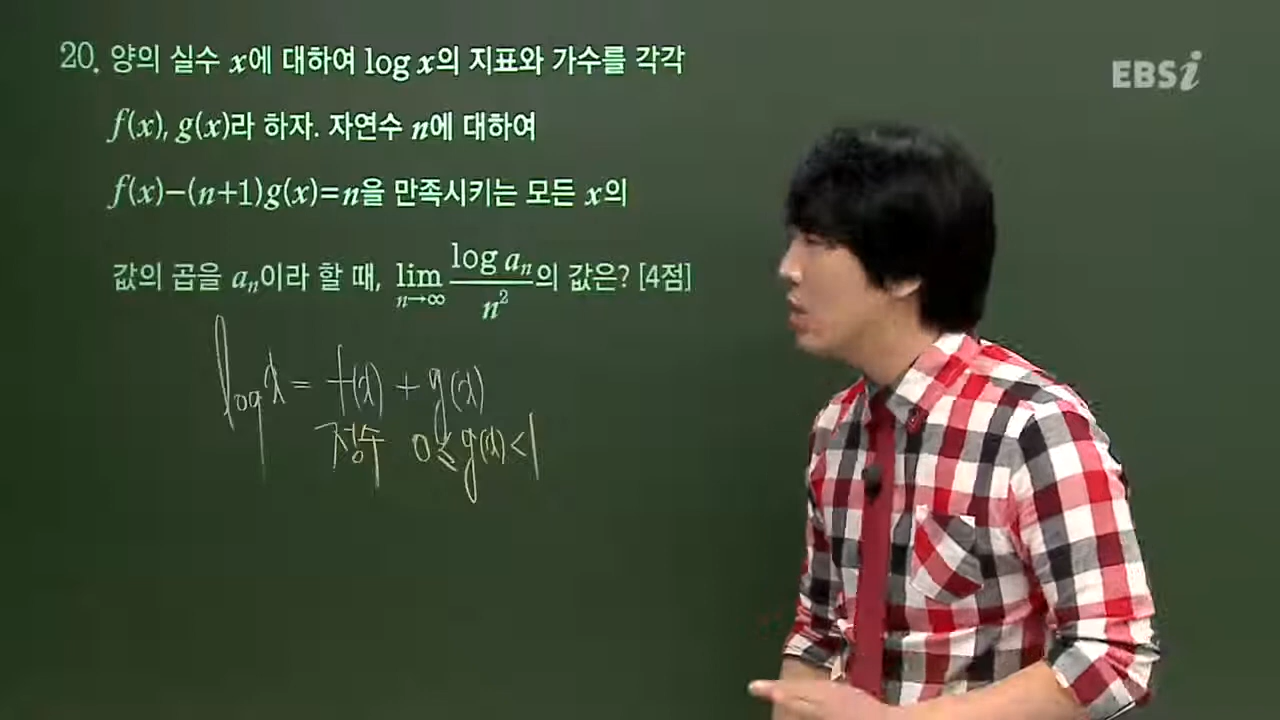 20. 양의 실수 x에 대하여 log x의 지표와 가수를 각각
EBSi
f(x), g(x)라 하자. 자연수 n에 대하여
f(x)-(n+1)g(x)=n을 만족시키는 모든 x의
값의 곱을 aₙ이라 할 때, lim n→∞ log aₙ / n² 의 값은? [4점]
log x = f(x) + g(x)
정수 0≤g(x)<1